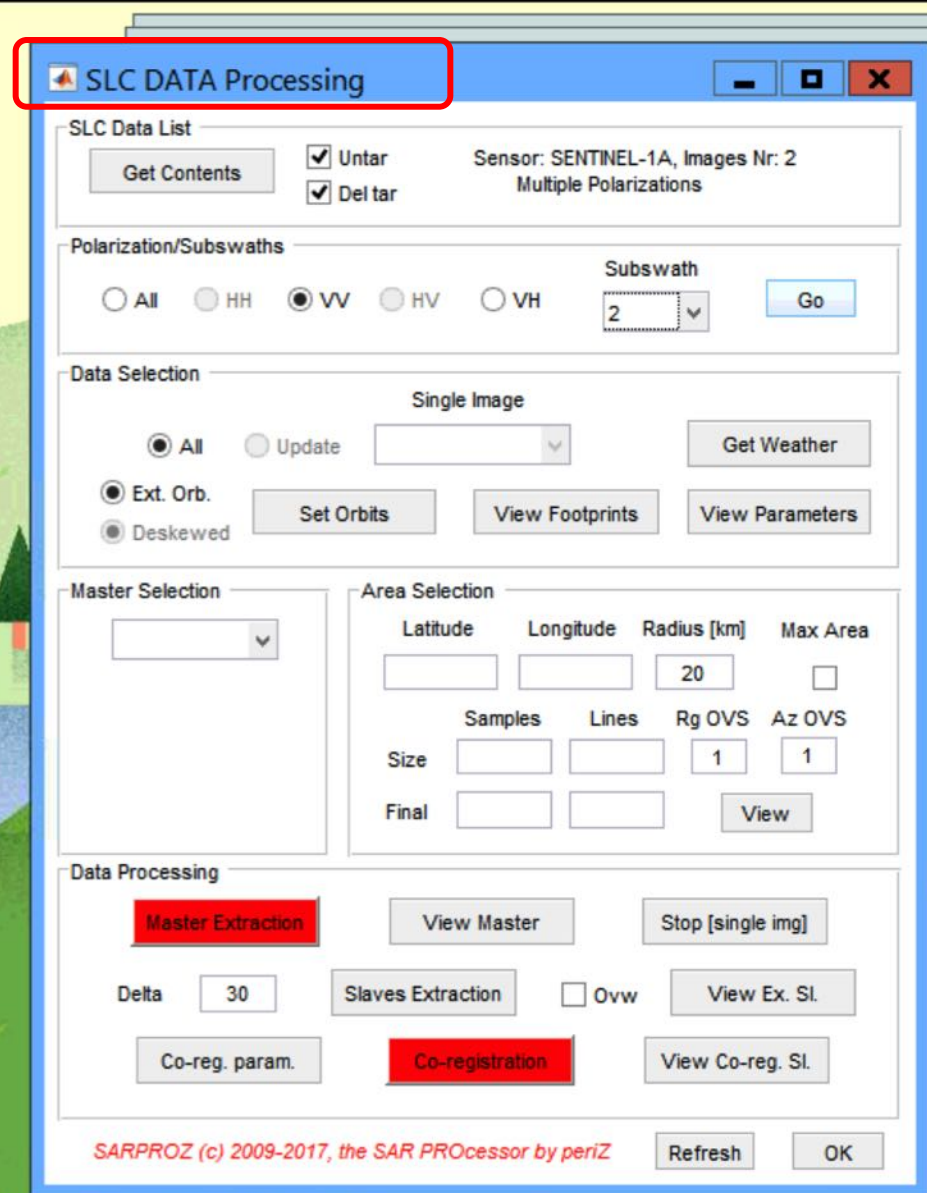 SLC DATA Processing
SLC Data List
Get Contents
Untar
Del tar
Sensor: SENTINEL-1A, Images Nr: 2
Multiple Polarizations
Polarization/Subswaths
All HH VV HV VH
Subswath
2
Go
Data Selection
Single Image
All Update
Get Weather
Ext. Orb.
Deskewed
Set Orbits View Footprints View Parameters
Master Selection
Area Selection
Latitude Longitude Radius [km] Max Area
20
Samples Lines Rg OVS Az OVS
Size 1 1
Final View
Data Processing
Master Extraction View Master Stop [single img]
Delta 30 Slaves Extraction Ovw View Ex. Sl.
Co-reg. param. Co-registration View Co-reg. Sl.
SARPROZ (c) 2009-2017, the SAR PROcessor by periZ Refresh OK